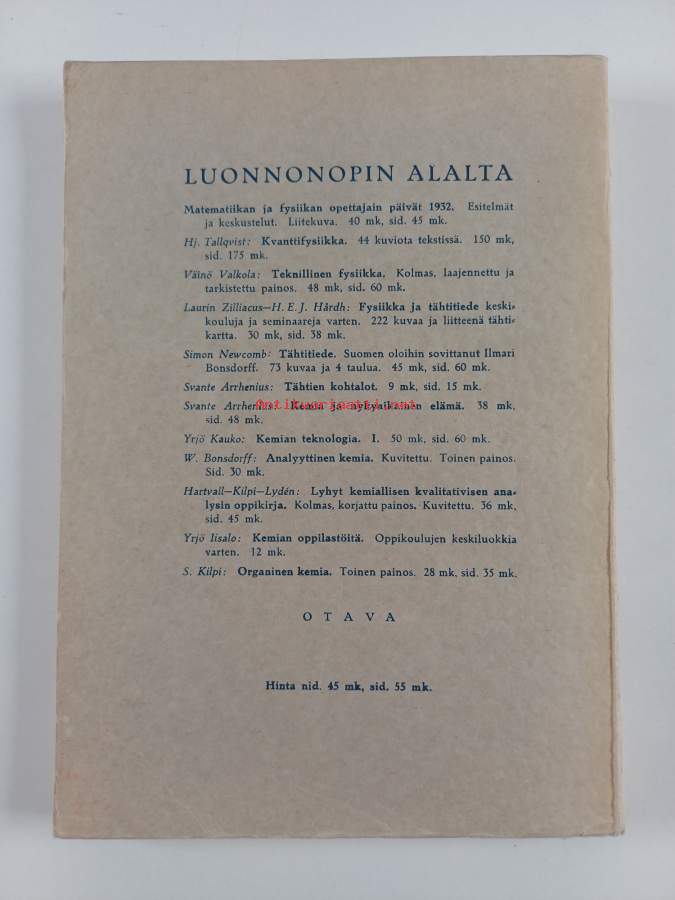 LUONNONOPIN ALALTA
Matematiikan ja fysiikan opettajain päivät 1932. Esitelmät
ja keskustelut. Liitekuva. 40 mk, sid. 45 mk.
Hj. Tallqvist: Kvanttifysiikka. 44 kuviota tekstissä. 150 mk,
sid. 175 mk.
Väinö Valkola: Teknillinen fysiikka. Kolmas, laajennettu ja
tarkistettu painos. 48 mk, sid. 60 mk.
Laurin Zilliacus—H. E. J. Hårdh: Fysiikka ja tähtitiede keski-
kouluja ja seminaareja varten. 222 kuvaa ja liitteenä tähti-
kartta. 30 mk, sid. 38 mk.
Simon Newcomb: Tähtitiede. Suomen oloihin sovittanut Ilmari
Bonsdorff. 73 kuvaa ja 4 taulua. 45 mk, sid. 60 mk.
Svante Arrhenius: Tähtien kohtalot. 9 mk, sid. 15 mk.
Svante Arrhenius: Kemia ja nykyaikainen elämä. 38 mk,
Antikvariaatti.net
sid. 48 mk.
Yrjö Kauko: Kemian teknologia. I. 50 mk, sid. 60 mk.
W. Bonsdorff: Analyyttinen kemia. Kuvitettu. Toinen painos.
Sid. 30 mk.
Hartvall—Kilpi—Lydén: Lyhyt kemiallisen kvalitativisen ana-
lysin oppikirja. Kolmas, korjattu painos. Kuvitettu. 36 mk,
sid. 45 mk.
Yrjö Iisalo: Kemian oppilastöitä. Oppikoulujen keskiluokkia
varten. 12 mk.
S. Kilpi: Organinen kemia. Toinen painos. 28 mk, sid. 35 mk.
OTAVA
Hinta nid. 45 mk, sid. 55 mk.